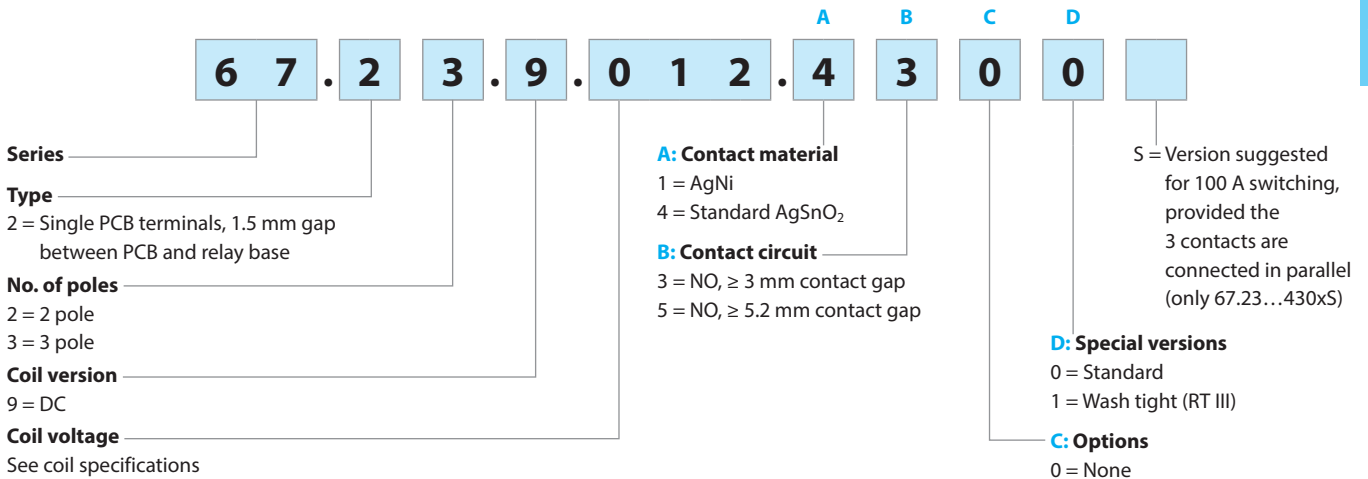 A B C D
6 7 . 2 3 . 9 . 0 1 2 . 4 3 0 0
Series
Type
2 = Single PCB terminals, 1.5 mm gap
between PCB and relay base
No. of poles
2 = 2 pole
3 = 3 pole
Coil version
9 = DC
Coil voltage
See coil specifications
A: Contact material
1 = AgNi
4 = Standard AgSnO₂
B: Contact circuit
3 = NO, ≥ 3 mm contact gap
5 = NO, ≥ 5.2 mm contact gap
S = Version suggested
for 100 A switching,
provided the
3 contacts are
connected in parallel
(only 67.23…430xS)
D: Special versions
0 = Standard
1 = Wash tight (RT III)
C: Options
0 = None